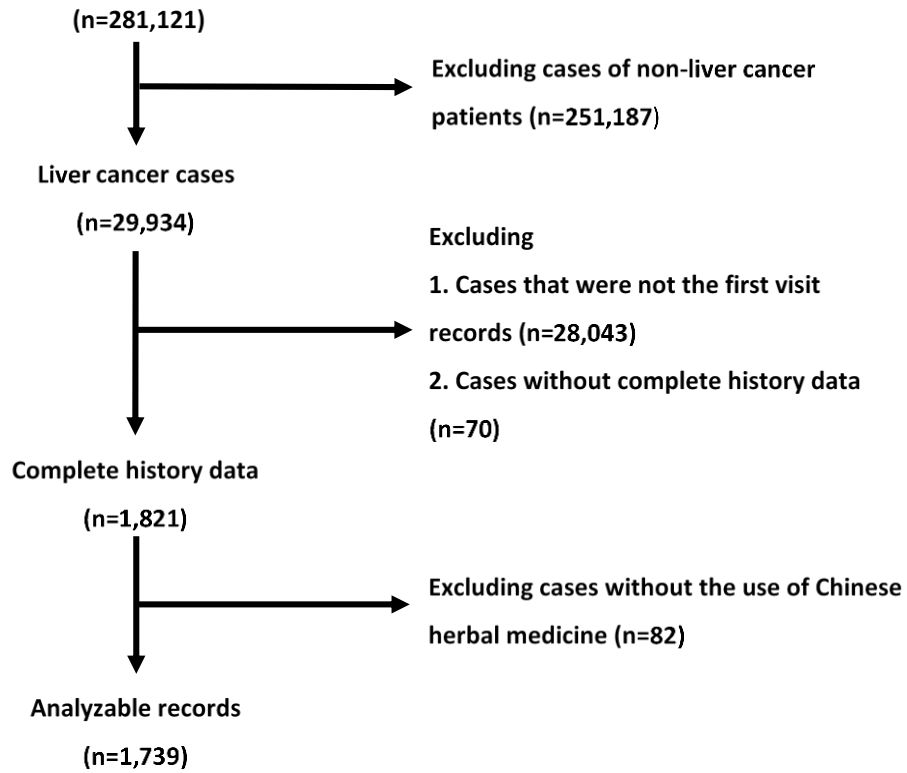 (n=281,121)
Excluding cases of non-liver cancer
patients (n=251,187)
Liver cancer cases
(n=29,934)
Excluding
1. Cases that were not the first visit
records (n=28,043)
2. Cases without complete history data
(n=70)
Complete history data
(n=1,821)
Excluding cases without the use of Chinese
herbal medicine (n=82)
Analyzable records
(n=1,739)